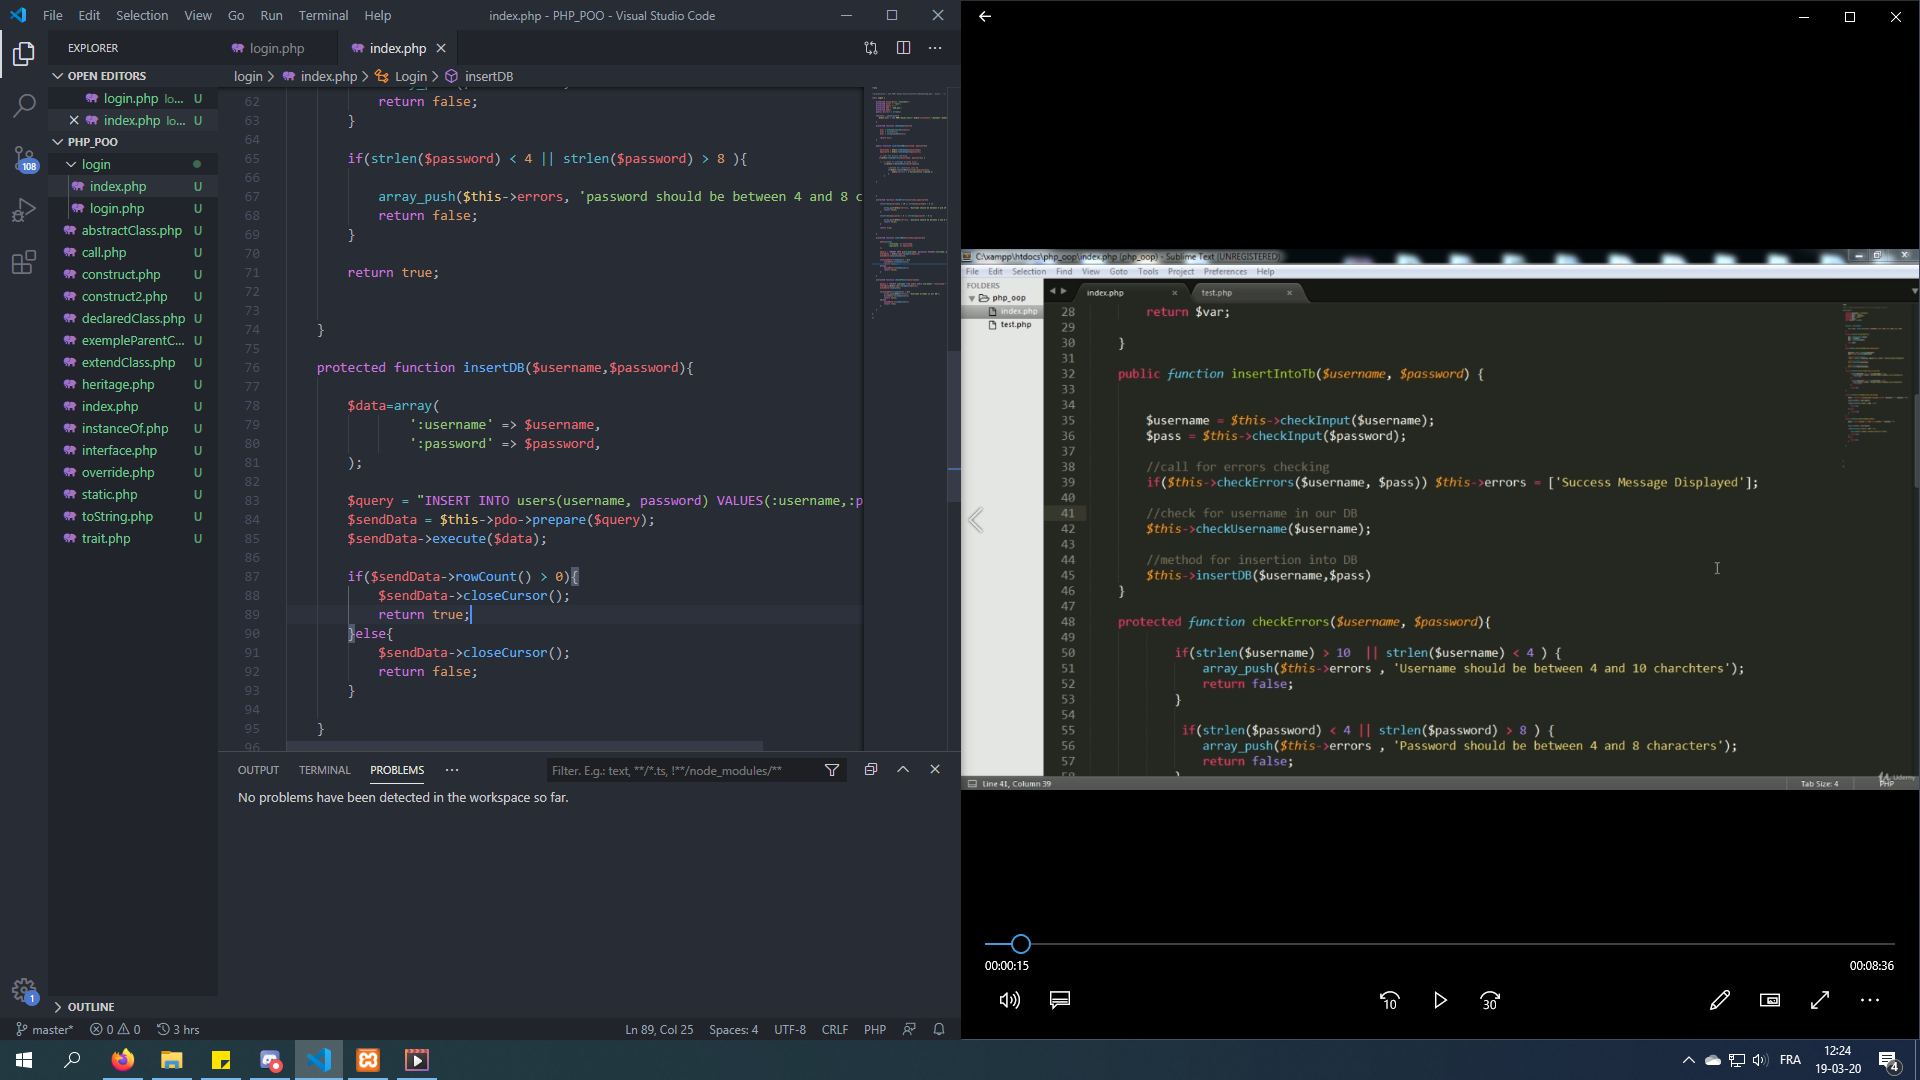 File Edit Selection View Go Run Terminal Help
index.php - PHP_POO - Visual Studio Code
EXPLORER
OPEN EDITORS
login.php lo... U
index.php lo... U
PHP_POO
login
index.php U
login.php U
abstractClass.php U
call.php U
construct.php U
construct2.php U
declaredClass.php U
exempleParentC... U
extendClass.php U
heritage.php U
index.php U
instanceOf.php U
interface.php U
override.php U
static.php U
toString.php U
trait.php U
OUTLINE
108
1
login.php
index.php
login > index.php > Login > insertDB
62 return false;
63 }
64
65 if(strlen($password) < 4 || strlen($password) > 8 ){
66
67 array_push($this->errors, 'password should be between 4 and 8 c
68 return false;
69 }
70
71 return true;
72
73
74 }
75
76 protected function insertDB($username,$password){
77
78 $data=array(
79 ':username' => $username,
80 ':password' => $password,
81 );
82
83 $query = "INSERT INTO users(username, password) VALUES(:username,:p
84 $sendData = $this->pdo->prepare($query);
85 $sendData->execute($data);
86
87 if($sendData->rowCount() > 0){
88 $sendData->closeCursor();
89 return true;
90 }else{
91 $sendData->closeCursor();
92 return false;
93 }
94
95 }
96
OUTPUT TERMINAL PROBLEMS
Filter. E.g.: text, **/*.ts, !**/node_modules/**
No problems have been detected in the workspace so far.
master* 0 0 3 hrs
Ln 89, Col 25 Spaces: 4 UTF-8 CRLF PHP
C:\xampp\htdocs\php_oop\index.php (php_oop) - Sublime Text (UNREGISTERED)
File Edit Selection Find View Goto Tools Project Preferences Help
FOLDERS
php_oop
index.php
test.php
index.php
test.php
28 return $var;
29
30 }
31
32 public function insertIntoTb($username, $password) {
33
34
35 $username = $this->checkInput($username);
36 $pass = $this->checkInput($password);
37
38 //call for errors checking
39 if($this->checkErrors($username, $pass)) $this->errors = ['Success Message Displayed'];
40
41 //check for username in our DB
42 $this->checkUsername($username);
43
44 //method for insertion into DB
45 $this->insertDB($username,$pass)
46 }
47
48 protected function checkErrors($username, $password){
49
50 if(strlen($username) > 10 || strlen($username) < 4 ) {
51 array_push($this->errors , 'Username should be between 4 and 10 charchters');
52 return false;
53 }
54
55 if(strlen($password) < 4 || strlen($password) > 8 ) {
56 array_push($this->errors , 'Password should be between 4 and 8 characters');
57 return false;
Line 41, Column 39
Tab Size: 4
PHP
Udemy
00:00:15
00:08:36
10
30
FRA
12:24
19-03-20
4